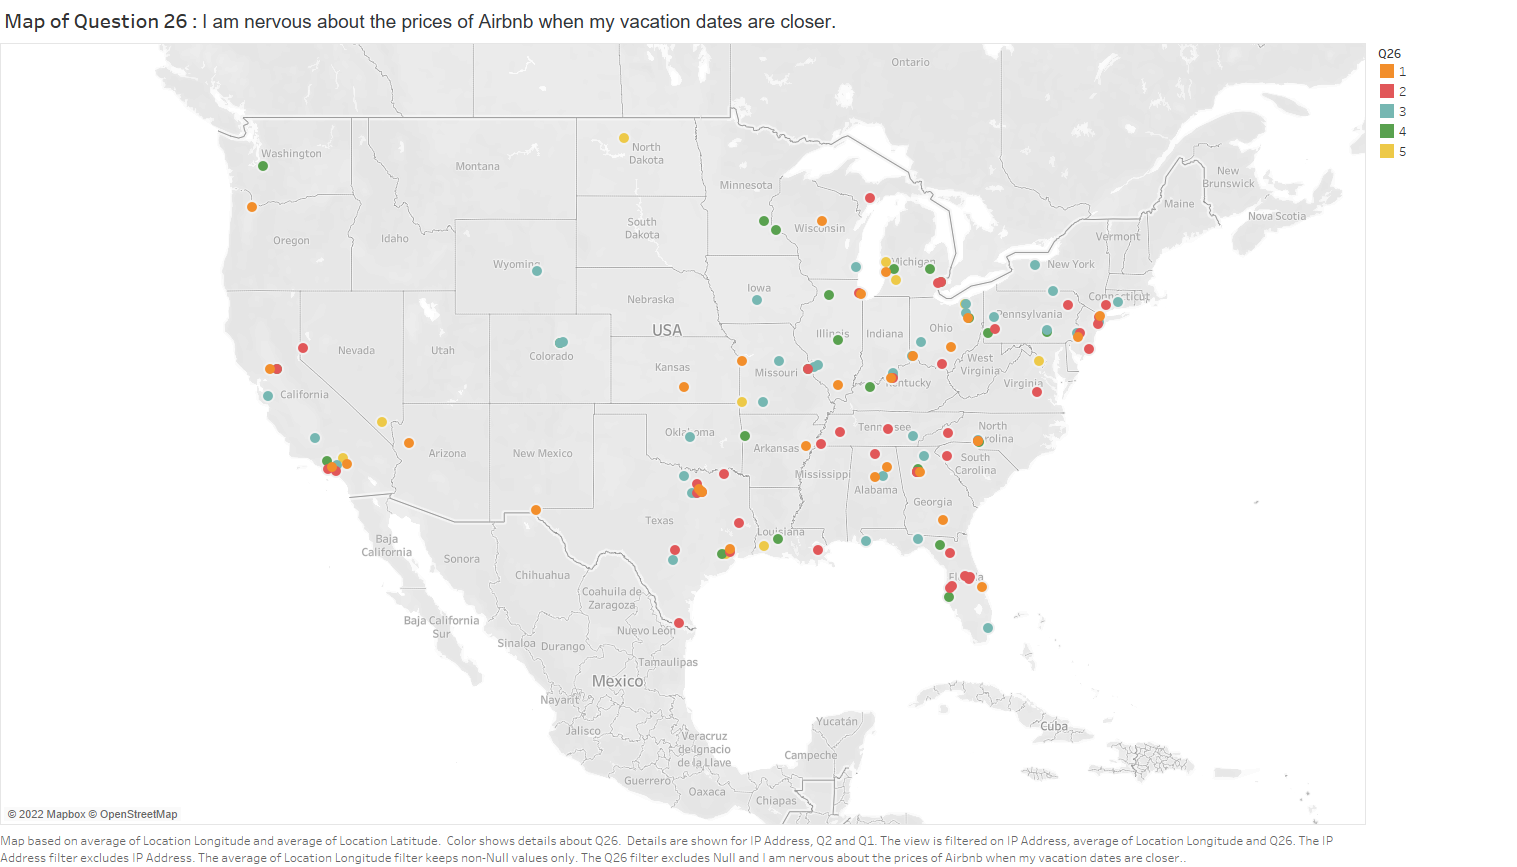 Map of Question 26 : I am nervous about the prices of Airbnb when my vacation dates are closer.
Q26
1
2
3
4
5
Ontario
Washington
Montana
North
Dakota
Minnesota
New
Brunswick
Maine
Nova Scotia
Oregon
Idaho
South
Dakota
Wisconsin
Vermont
Wyoming
Michigan
New York
Nebraska
Iowa
Connecticut
USA
Pennsylvania
Nevada
Utah
Colorado
Illinois
Indiana
Ohio
Kansas
Missouri
West
Virginia
California
Kentucky
Virginia
Arizona
New Mexico
Oklahoma
Arkansas
Tennessee
North
Carolina
South
Carolina
Mississippi
Alabama
Georgia
Texas
Louisiana
Baja
California
Sonora
Chihuahua
Florida
Coahuila de
Zaragoza
Baja California
Sur
Nuevo León
Sinaloa
Durango
Tamaulipas
Mexico
Nayarit
Yucatán
Cuba
Jalisco
Veracruz
de Ignacio
de la Llave
Campeche
Guerrero
Oaxaca
Chiapas
© 2022 Mapbox © OpenStreetMap
Map based on average of Location Longitude and average of Location Latitude.  Color shows details about Q26.  Details are shown for IP Address, Q2 and Q1. The view is filtered on IP Address, average of Location Longitude and Q26. The IP
Address filter excludes IP Address. The average of Location Longitude filter keeps non-Null values only. The Q26 filter excludes Null and I am nervous about the prices of Airbnb when my vacation dates are closer..